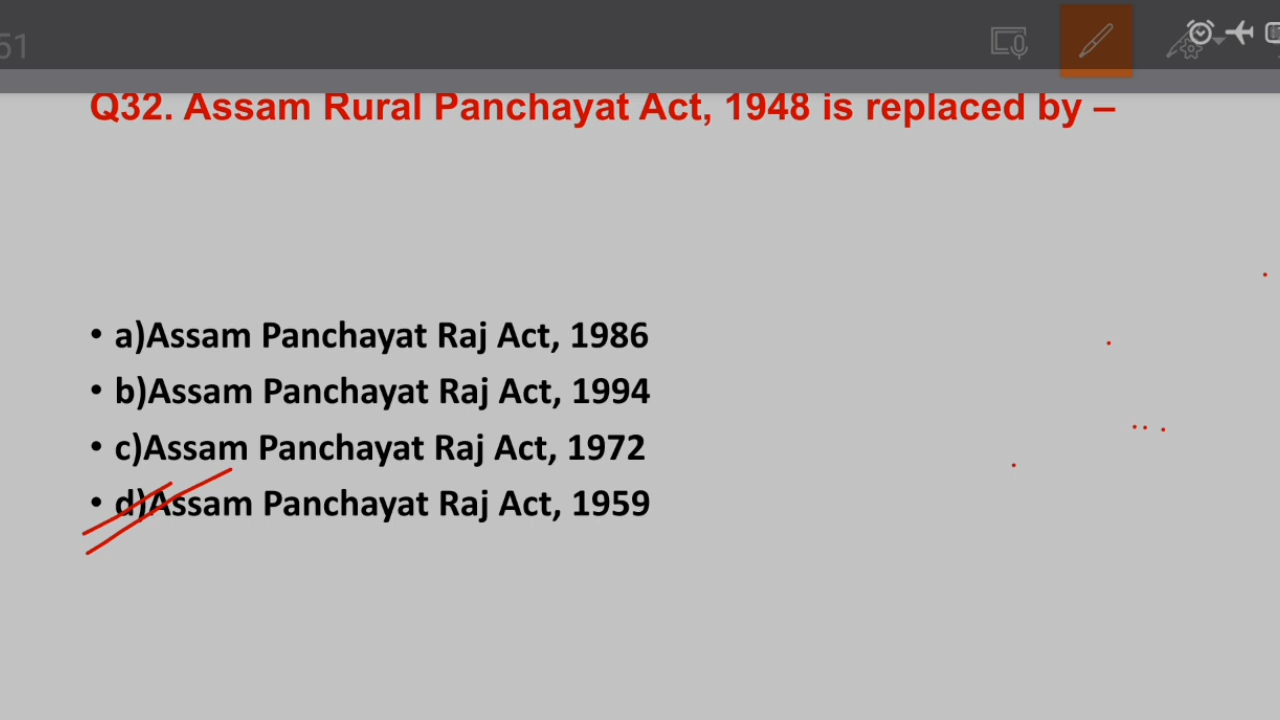 51
Q32. Assam Rural Panchayat Act, 1948 is replaced by –
• a)Assam Panchayat Raj Act, 1986
• b)Assam Panchayat Raj Act, 1994
• c)Assam Panchayat Raj Act, 1972
• d)Assam Panchayat Raj Act, 1959